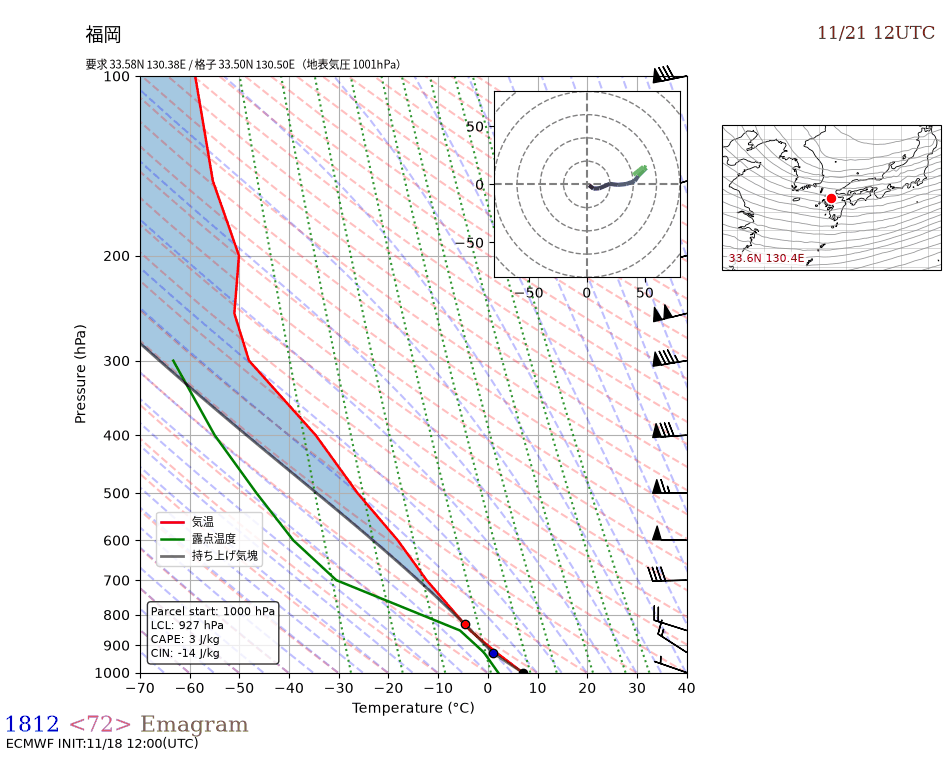 福岡
11/21 12UTC
要求 33.58N 130.38E / 格子 33.50N 130.50E（地表気圧 1001hPa）
100
200
300
400
500
600
700
800
900
1000
Pressure (hPa)
−70 −60 −50 −40 −30 −20 −10 0 10 20 30 40
Temperature (°C)
50
0
−50
−50 0 50
33.6N 130.4E
気温
露点温度
持ち上げ気塊
Parcel start: 1000 hPa
LCL: 927 hPa
CAPE: 3 J/kg
CIN: -14 J/kg
1812 <72> Emagram
ECMWF INIT:11/18 12:00(UTC)